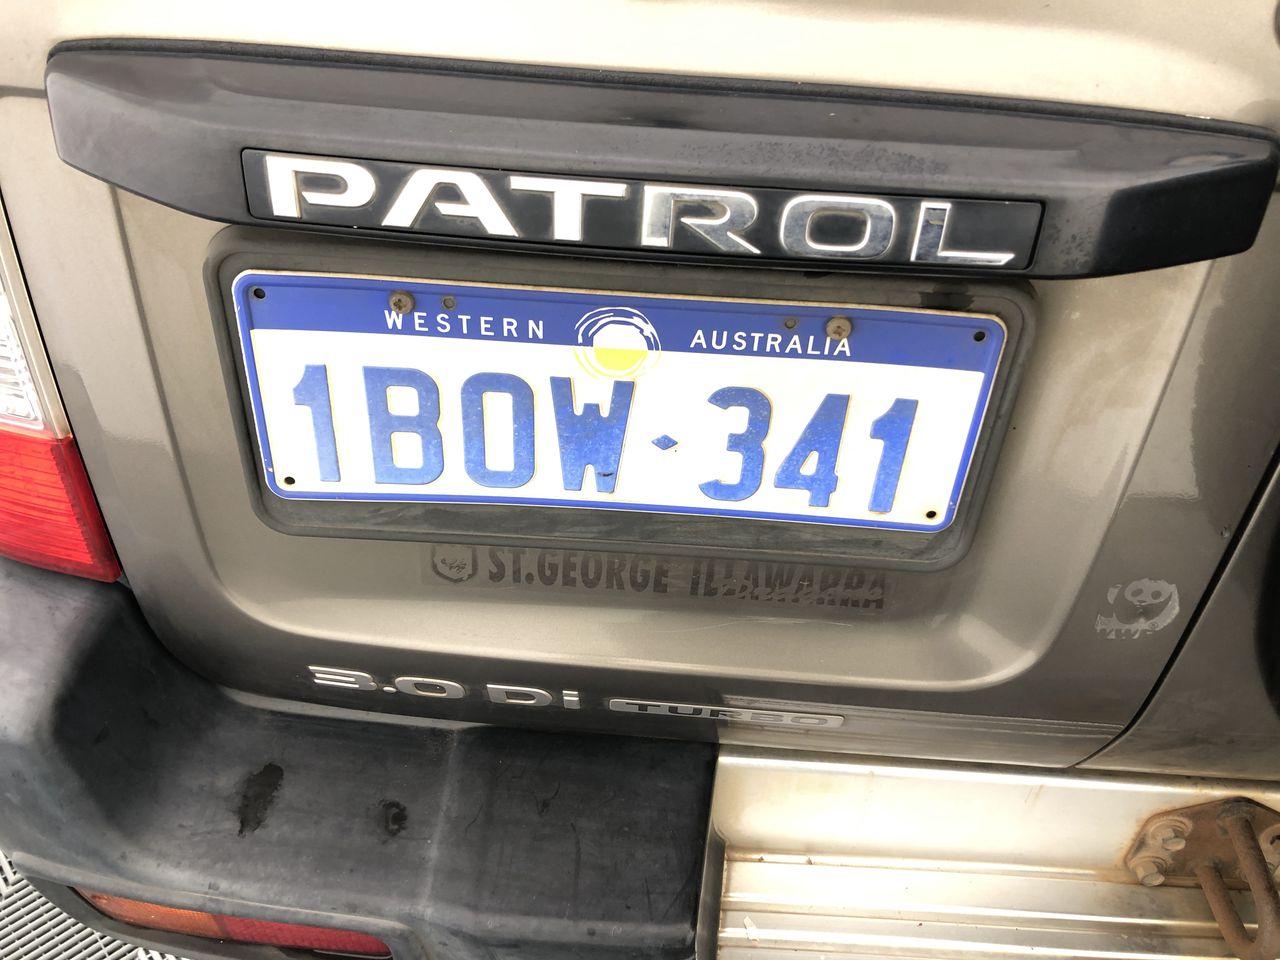 PATROL
WESTERN AUSTRALIA
1BOW·341
ST.GEORGE ILLAWARRA
3.0 Di TURBO